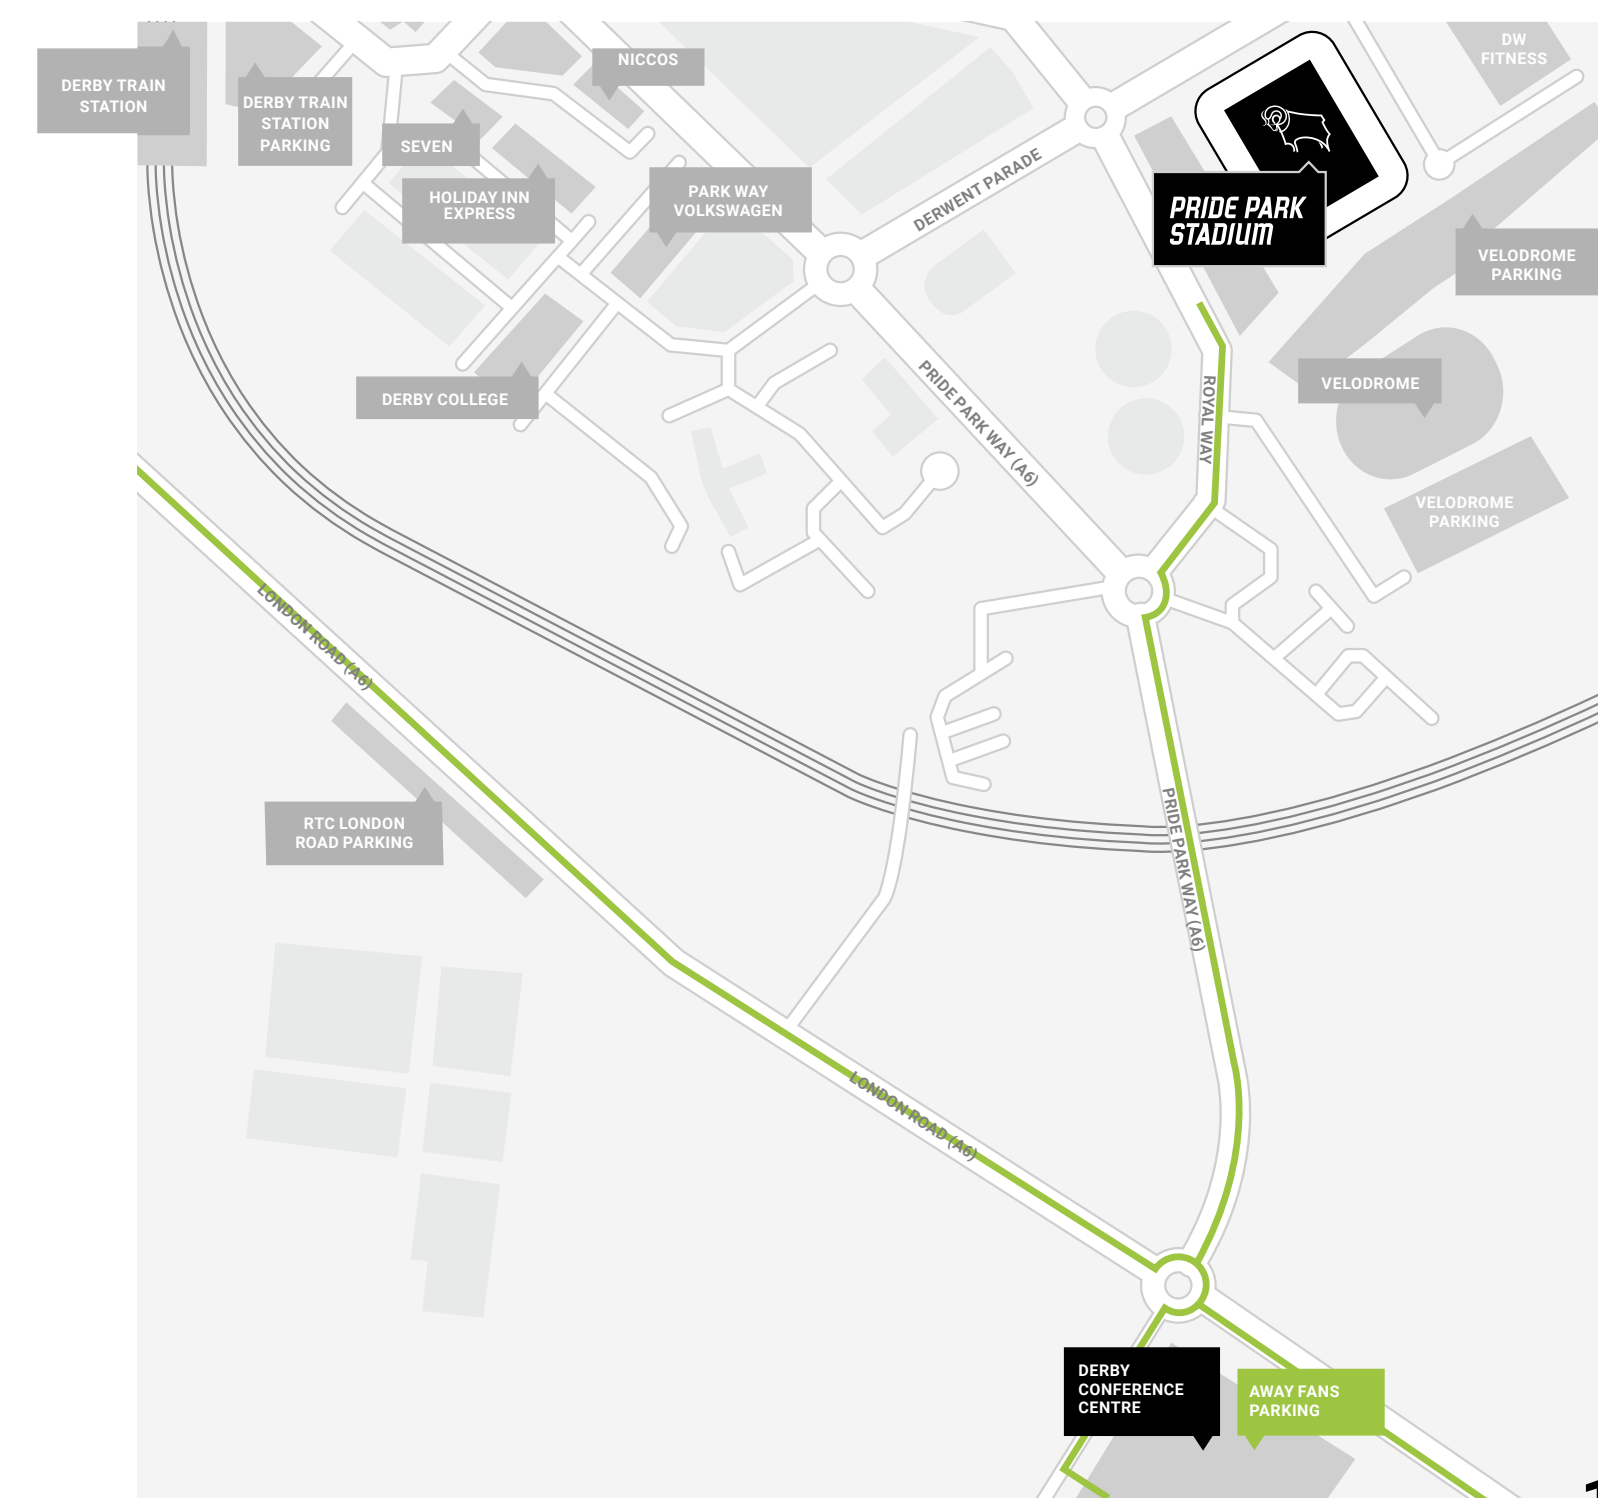 NICCOS
DW
FITNESS
DERBY TRAIN
STATION
DERBY TRAIN
STATION
PARKING
SEVEN
HOLIDAY INN
EXPRESS
PARK WAY
VOLKSWAGEN
DERWENT PARADE
PRIDE PARK
STADIUM
VELODROME
PARKING
DERBY COLLEGE
PRIDE PARK WAY (A6)
ROYAL WAY
VELODROME
VELODROME
PARKING
LONDON ROAD (A6)
RTC LONDON
ROAD PARKING
PRIDE PARK WAY (A6)
LONDON ROAD (A6)
DERBY
CONFERENCE
CENTRE
AWAY FANS
PARKING